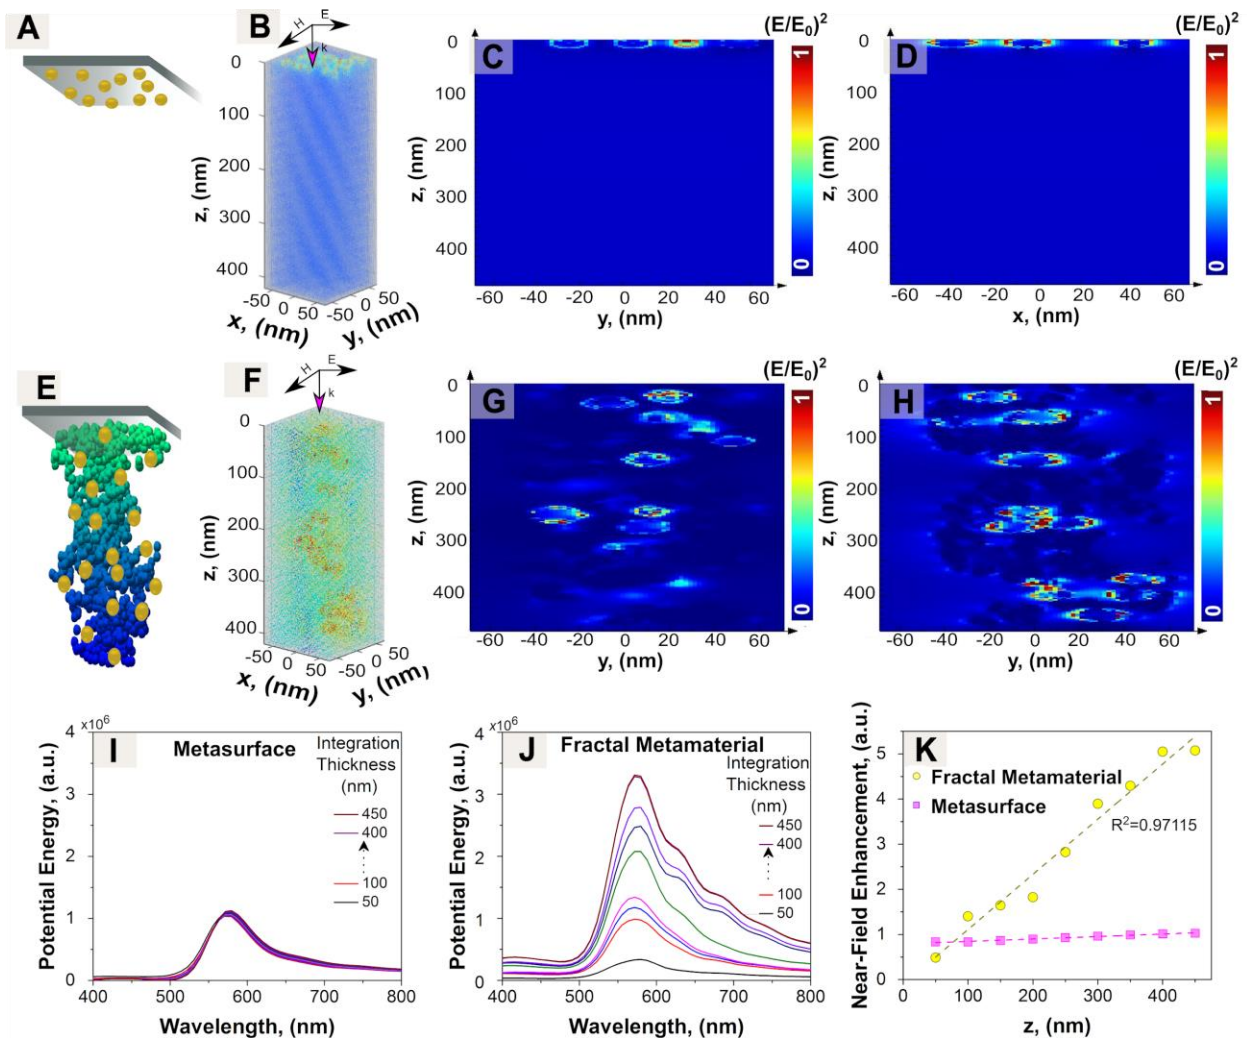 A
B
H
E
k
0
100
200
300
400
z, (nm)
-50
0
50
x, (nm)
-50
0
50
y, (nm)
C
(E/E₀)²
1
0
0
100
200
300
400
z, (nm)
-60
-40
-20
0
20
40
60
y, (nm)
D
(E/E₀)²
1
0
0
100
200
300
400
z, (nm)
-60
-40
-20
0
20
40
60
x, (nm)
E
F
H
E
k
0
100
200
300
400
z, (nm)
-50
0
50
x, (nm)
-50
0
50
y, (nm)
G
(E/E₀)²
1
0
0
100
200
300
400
z, (nm)
-60
-40
-20
0
20
40
60
y, (nm)
H
(E/E₀)²
1
0
0
100
200
300
400
z, (nm)
-60
-40
-20
0
20
40
60
y, (nm)
I
x10⁶
Metasurface
Integration
Thickness
(nm)
450
400
100
50
4
3
2
1
0
Potential Energy, (a.u.)
400
500
600
700
800
Wavelength, (nm)
J
x10⁶
Fractal Metamaterial
Integration
Thickness
(nm)
450
400
100
50
4
3
2
1
0
Potential Energy, (a.u.)
400
500
600
700
800
Wavelength, (nm)
K
Fractal Metamaterial
Metasurface
R²=0.97115
5
4
3
2
1
0
Near-Field Enhancement, (a.u.)
0
100
200
300
400
z, (nm)